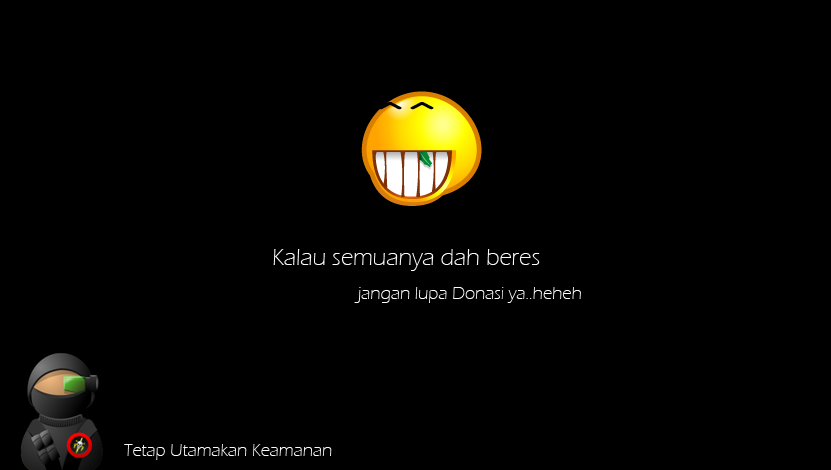 Kalau semuanya dah beres
jangan lupa Donasi ya..heheh
Tetap Utamakan Keamanan